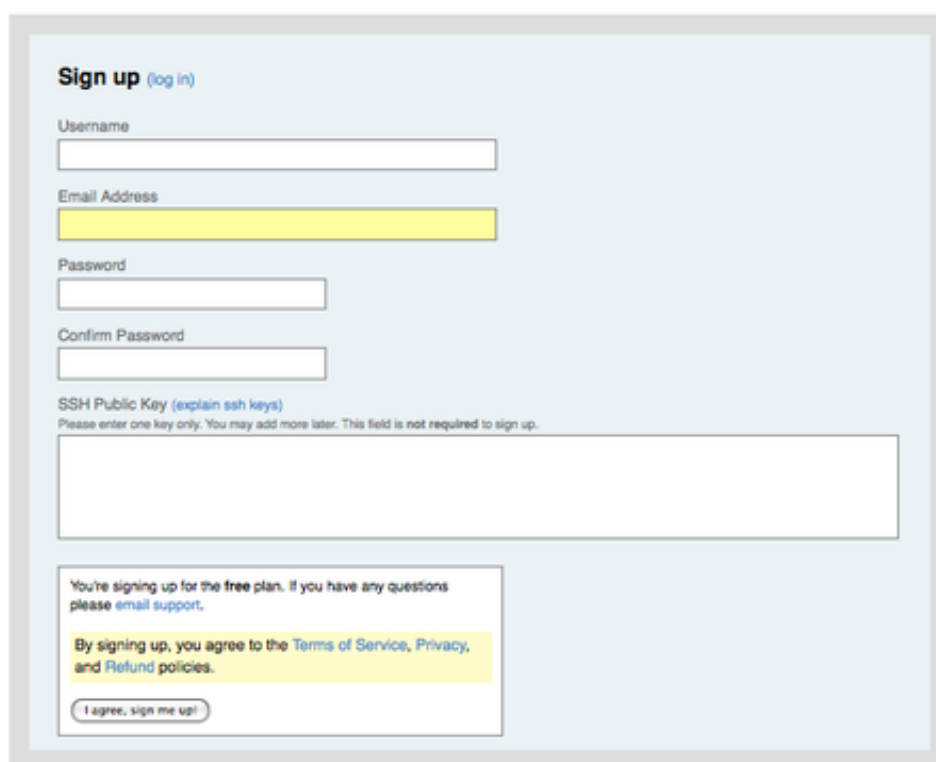 Sign up (log in)
Username
Email Address
Password
Confirm Password
SSH Public Key (explain ssh keys)
Please enter one key only. You may add more later. This field is not required to sign up.
You're signing up for the free plan. If you have any questions
please email support.
By signing up, you agree to the Terms of Service, Privacy,
and Refund policies.
I agree, sign me up!